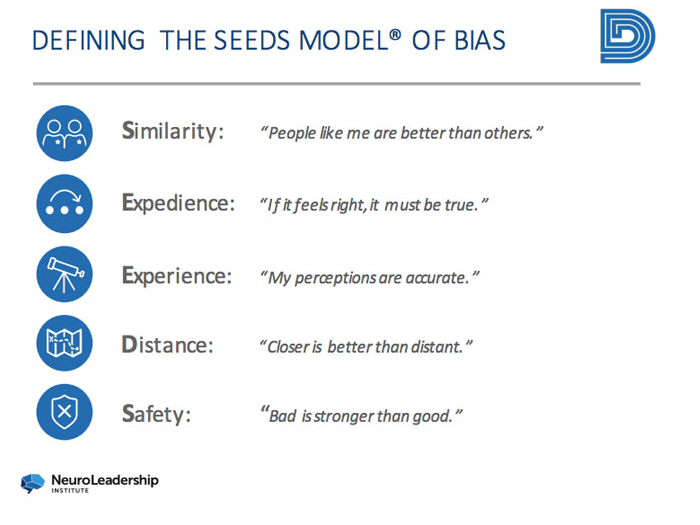 DEFINING THE SEEDS MODEL® OF BIAS
Similarity: “People like me are better than others.”
Expedience: “If it feels right, it must be true.”
Experience: “My perceptions are accurate.”
Distance: “Closer is better than distant.”
Safety: “Bad is stronger than good.”
NeuroLeadership
INSTITUTE